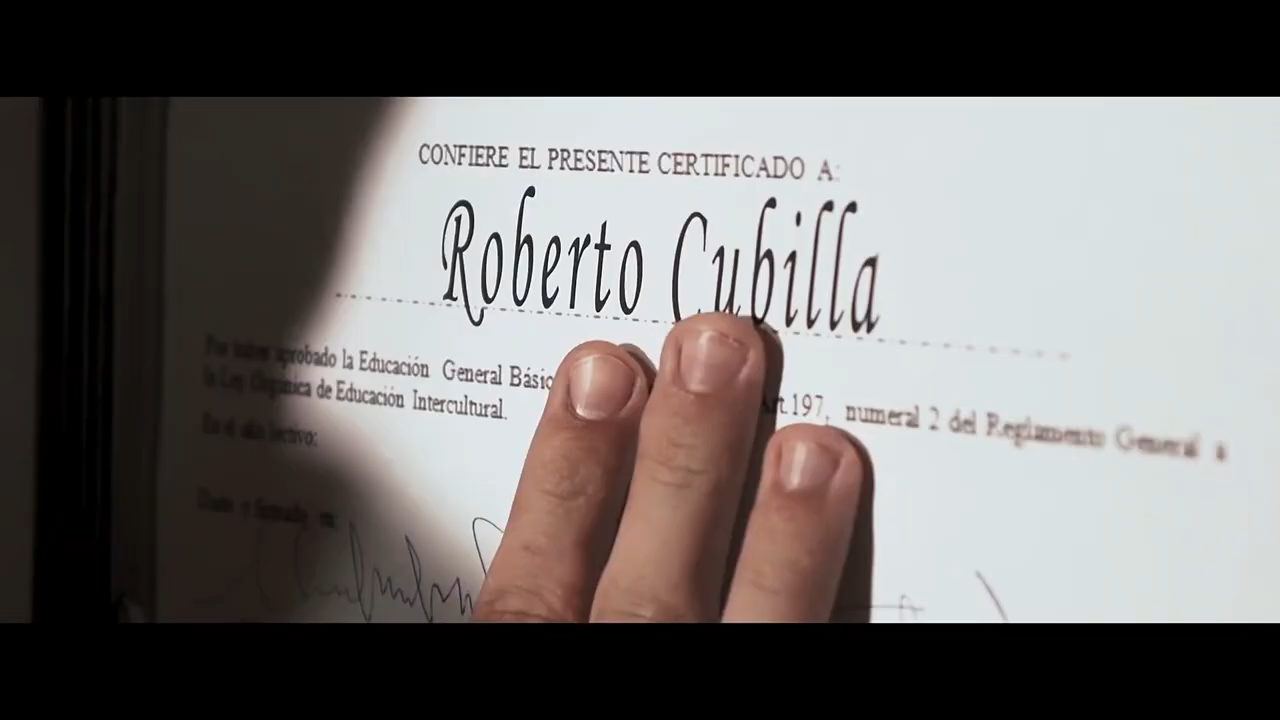 CONFIERE EL PRESENTE CERTIFICADO A:
Roberto Cubilla
Por haber aprobado la Educación General Básic Art.197, numeral 2 del Reglamento General a
la Ley Orgánica de Educación Intercultural.
En el año lectivo:
Dado y firmado en: